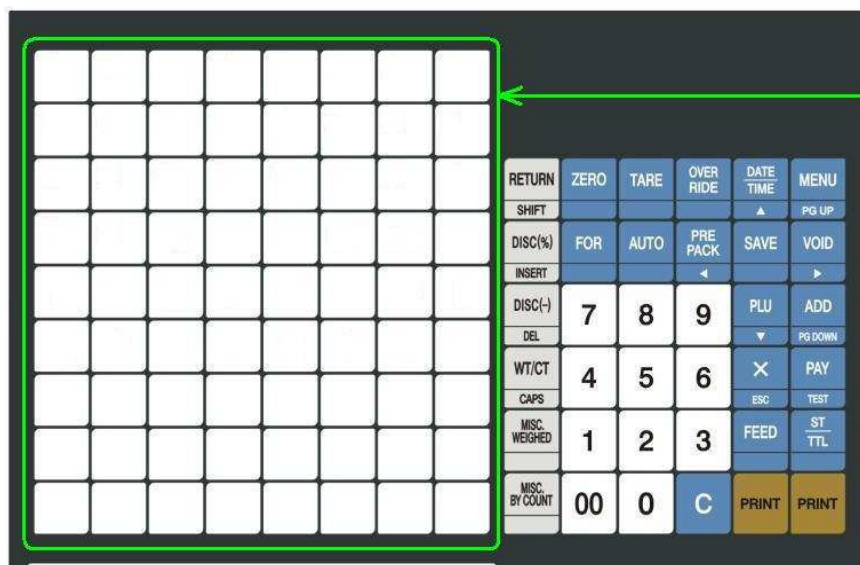 RETURN ZERO TARE OVER RIDE DATE TIME MENU
SHIFT ▲ PG UP
DISC(%) FOR AUTO PRE PACK SAVE VOID
INSERT ◀ ▶
DISC(-) 7 8 9 PLU ADD
DEL ▼ PG DOWN
WT/CT 4 5 6 × PAY
CAPS ESC TEST
MISC. WEIGHED 1 2 3 FEED ST TTL
MISC. BY COUNT 00 0 C PRINT PRINT